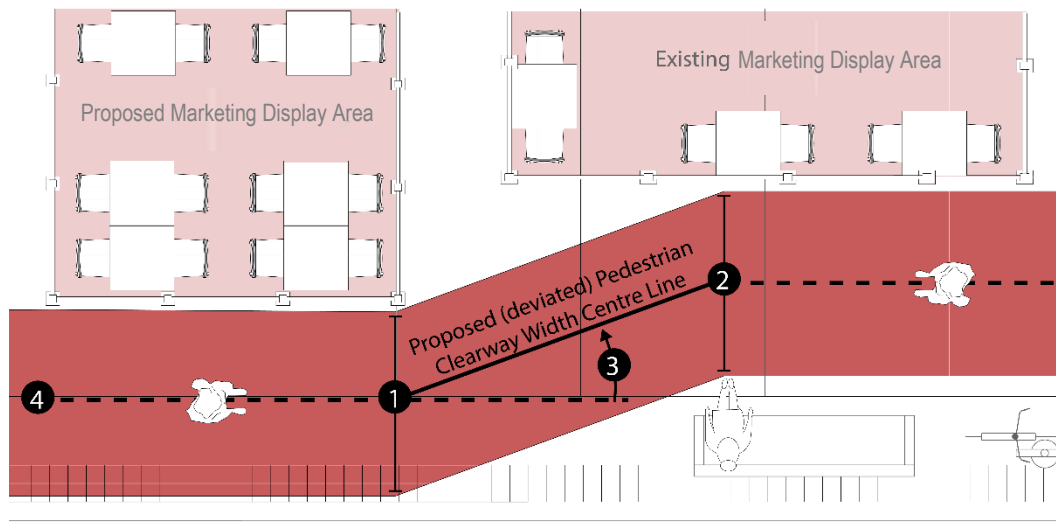 Proposed Marketing Display Area
Existing Marketing Display Area
Proposed (deviated) Pedestrian
Clearway Width Centre Line
1
2
3
4